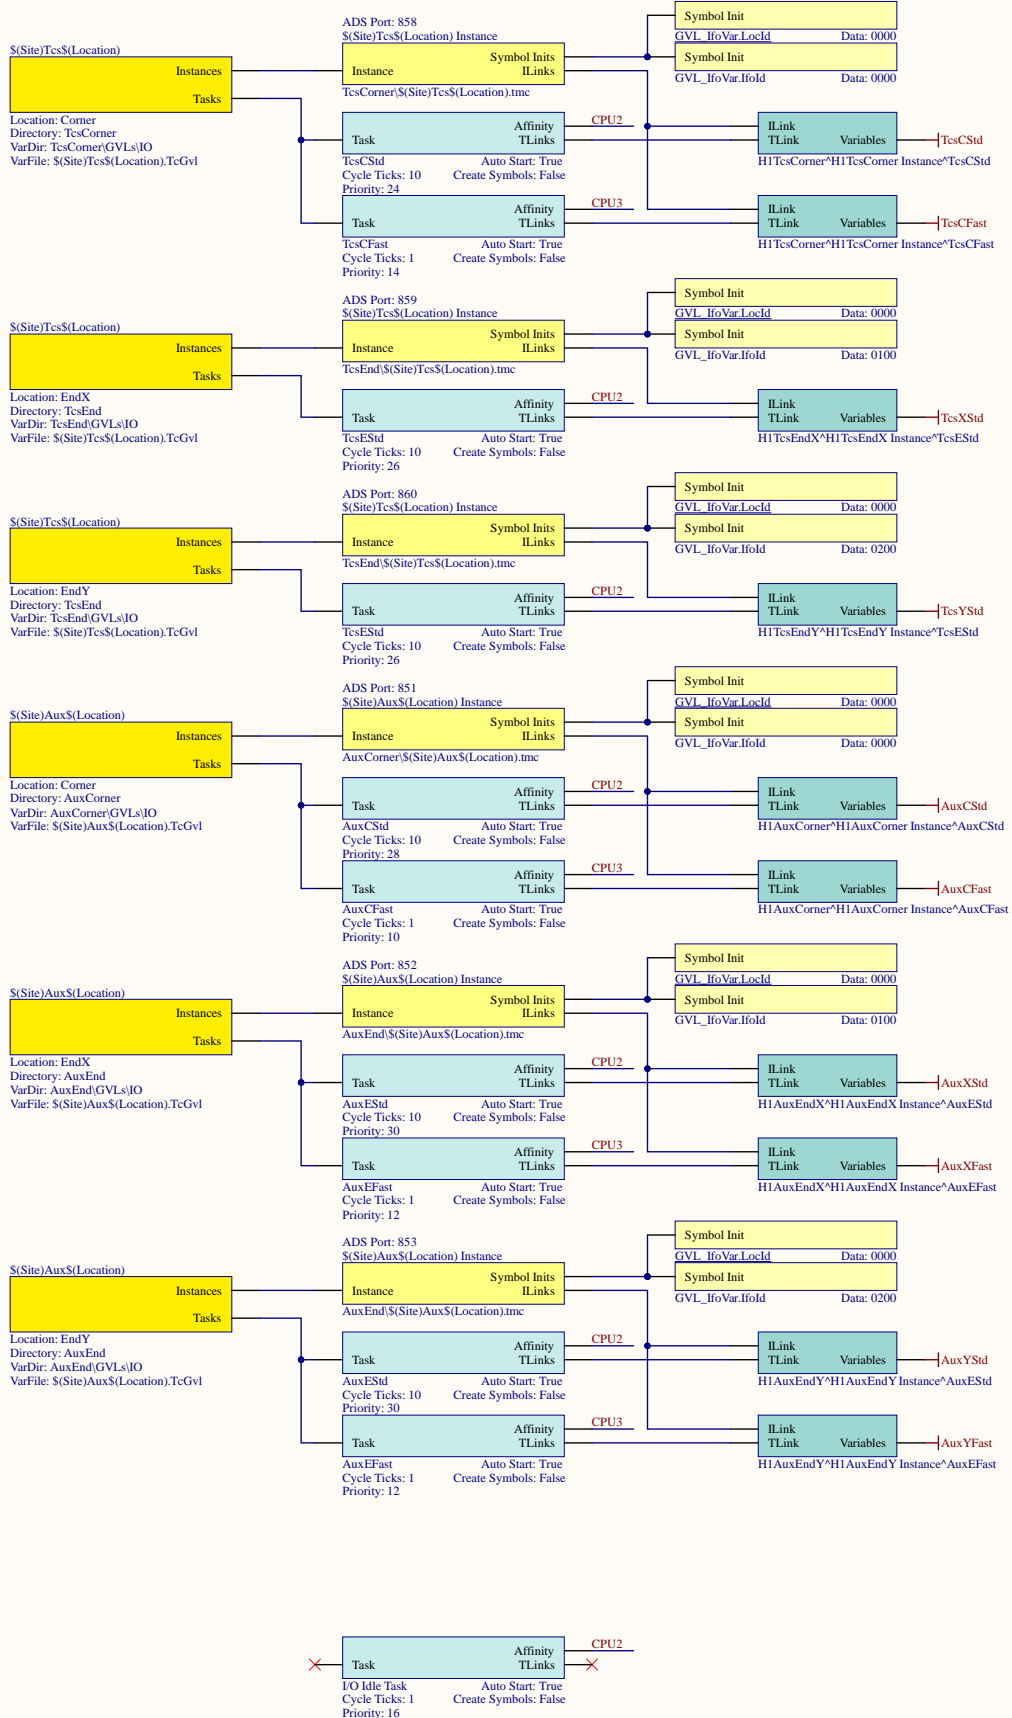 Symbol Init
GVL_IfoVar.LocId Data: 0000
ADS Port: 858
$(Site)Tcs$(Location) Instance
Symbol Init
GVL_IfoVar.IfoId Data: 0000
$(Site)Tcs$(Location)
Instances
Tasks
Symbol Inits
Instance ILinks
TcsCorner\$(Site)Tcs$(Location).tmc
Location: Corner
Directory: TcsCorner
VarDir: TcsCorner\GVLs\IO
VarFile: $(Site)Tcs$(Location).TcGvl
Affinity CPU2
Task TLinks
TcsCStd Auto Start: True
Cycle Ticks: 10 Create Symbols: False
Priority: 24
ILink
TLink Variables TcsCStd
H1TcsCorner^H1TcsCorner Instance^TcsCStd
Affinity CPU3
Task TLinks
TcsCFast Auto Start: True
Cycle Ticks: 1 Create Symbols: False
Priority: 14
ILink
TLink Variables TcsCFast
H1TcsCorner^H1TcsCorner Instance^TcsCFast
Symbol Init
GVL_IfoVar.LocId Data: 0000
ADS Port: 859
$(Site)Tcs$(Location) Instance
Symbol Init
GVL_IfoVar.IfoId Data: 0100
$(Site)Tcs$(Location)
Instances
Tasks
Symbol Inits
Instance ILinks
TcsEnd\$(Site)Tcs$(Location).tmc
Location: EndX
Directory: TcsEnd
VarDir: TcsEnd\GVLs\IO
VarFile: $(Site)Tcs$(Location).TcGvl
Affinity CPU2
Task TLinks
TcsEStd Auto Start: True
Cycle Ticks: 10 Create Symbols: False
Priority: 26
ILink
TLink Variables TcsXStd
H1TcsEndX^H1TcsEndX Instance^TcsEStd
Symbol Init
GVL_IfoVar.LocId Data: 0000
ADS Port: 860
$(Site)Tcs$(Location) Instance
Symbol Init
GVL_IfoVar.IfoId Data: 0200
$(Site)Tcs$(Location)
Instances
Tasks
Symbol Inits
Instance ILinks
TcsEnd\$(Site)Tcs$(Location).tmc
Location: EndY
Directory: TcsEnd
VarDir: TcsEnd\GVLs\IO
VarFile: $(Site)Tcs$(Location).TcGvl
Affinity CPU2
Task TLinks
TcsEStd Auto Start: True
Cycle Ticks: 10 Create Symbols: False
Priority: 26
ILink
TLink Variables TcsYStd
H1TcsEndY^H1TcsEndY Instance^TcsEStd
Symbol Init
GVL_IfoVar.LocId Data: 0000
ADS Port: 851
$(Site)Aux$(Location) Instance
Symbol Init
GVL_IfoVar.IfoId Data: 0000
$(Site)Aux$(Location)
Instances
Tasks
Symbol Inits
Instance ILinks
AuxCorner\$(Site)Aux$(Location).tmc
Location: Corner
Directory: AuxCorner
VarDir: AuxCorner\GVLs\IO
VarFile: $(Site)Aux$(Location).TcGvl
Affinity CPU2
Task TLinks
AuxCStd Auto Start: True
Cycle Ticks: 10 Create Symbols: False
Priority: 28
ILink
TLink Variables AuxCStd
H1AuxCorner^H1AuxCorner Instance^AuxCStd
Affinity CPU3
Task TLinks
AuxCFast Auto Start: True
Cycle Ticks: 1 Create Symbols: False
Priority: 10
ILink
TLink Variables AuxCFast
H1AuxCorner^H1AuxCorner Instance^AuxCFast
Symbol Init
GVL_IfoVar.LocId Data: 0000
ADS Port: 852
$(Site)Aux$(Location) Instance
Symbol Init
GVL_IfoVar.IfoId Data: 0100
$(Site)Aux$(Location)
Instances
Tasks
Symbol Inits
Instance ILinks
AuxEnd\$(Site)Aux$(Location).tmc
Location: EndX
Directory: AuxEnd
VarDir: AuxEnd\GVLs\IO
VarFile: $(Site)Aux$(Location).TcGvl
Affinity CPU2
Task TLinks
AuxEStd Auto Start: True
Cycle Ticks: 10 Create Symbols: False
Priority: 30
ILink
TLink Variables AuxXStd
H1AuxEndX^H1AuxEndX Instance^AuxEStd
Affinity CPU3
Task TLinks
AuxEFast Auto Start: True
Cycle Ticks: 1 Create Symbols: False
Priority: 12
ILink
TLink Variables AuxXFast
H1AuxEndX^H1AuxEndX Instance^AuxEFast
Symbol Init
GVL_IfoVar.LocId Data: 0000
ADS Port: 853
$(Site)Aux$(Location) Instance
Symbol Init
GVL_IfoVar.IfoId Data: 0200
$(Site)Aux$(Location)
Instances
Tasks
Symbol Inits
Instance ILinks
AuxEnd\$(Site)Aux$(Location).tmc
Location: EndY
Directory: AuxEnd
VarDir: AuxEnd\GVLs\IO
VarFile: $(Site)Aux$(Location).TcGvl
Affinity CPU2
Task TLinks
AuxEStd Auto Start: True
Cycle Ticks: 10 Create Symbols: False
Priority: 30
ILink
TLink Variables AuxYStd
H1AuxEndY^H1AuxEndY Instance^AuxEStd
Affinity CPU3
Task TLinks
AuxEFast Auto Start: True
Cycle Ticks: 1 Create Symbols: False
Priority: 12
ILink
TLink Variables AuxYFast
H1AuxEndY^H1AuxEndY Instance^AuxEFast
Affinity CPU2
Task TLinks
I/O Idle Task Auto Start: True
Cycle Ticks: 1 Create Symbols: False
Priority: 16